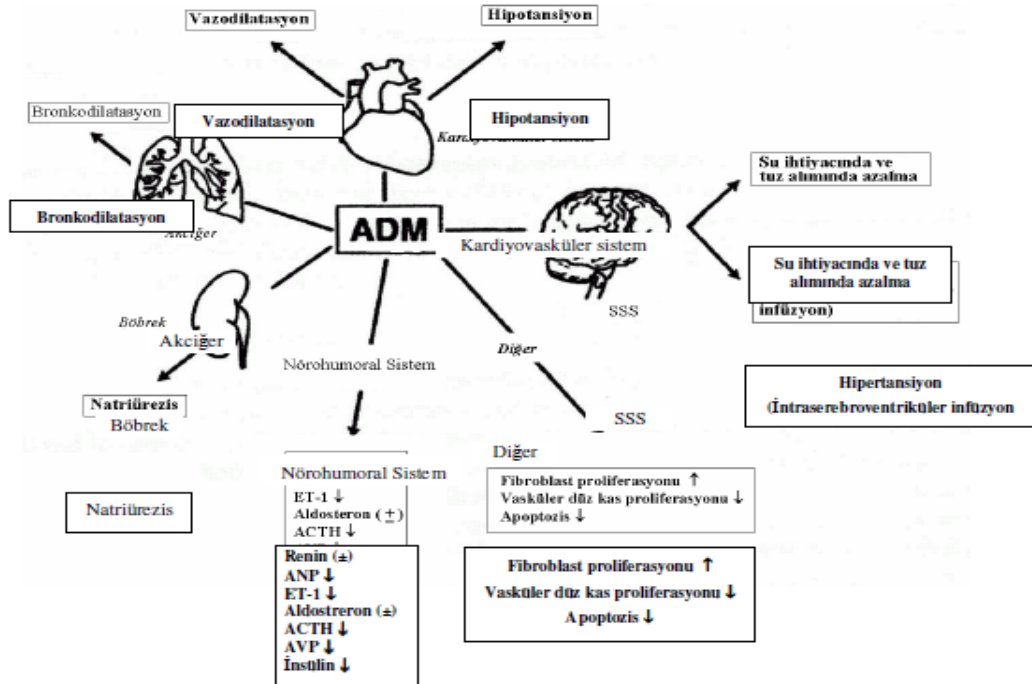 Vazodilatasyon
Hipotansiyon
Bronkodilatasyon
Vazodilatasyon
Hipotansiyon
Su ihtiyacında ve
tuz alımında azalma
Bronkodilatasyon
Akciğer
ADM
Kardiyovasküler sistem
Su ihtiyacında ve tuz
alımında azalma
infüzyon)
SSS
Böbrek
Akciğer
Nörohumoral Sistem
Diğer
Hipertansiyon
(İntraserebroventriküler infüzyon
Natriürezis
Böbrek
SSS
Diğer
Nörohumoral Sistem
ET-1 ↓
Aldosteron (±)
ACTH ↓
Fibroblast proliferasyonu ↑
Vasküler düz kas proliferasyonu ↓
Apoptozis ↓
Natriürezis
Renin (±)
ANP ↓
ET-1 ↓
Aldostreron (±)
ACTH ↓
AVP ↓
İnsülin ↓
Fibroblast proliferasyonu ↑
Vasküler düz kas proliferasyonu ↓
Apoptozis ↓